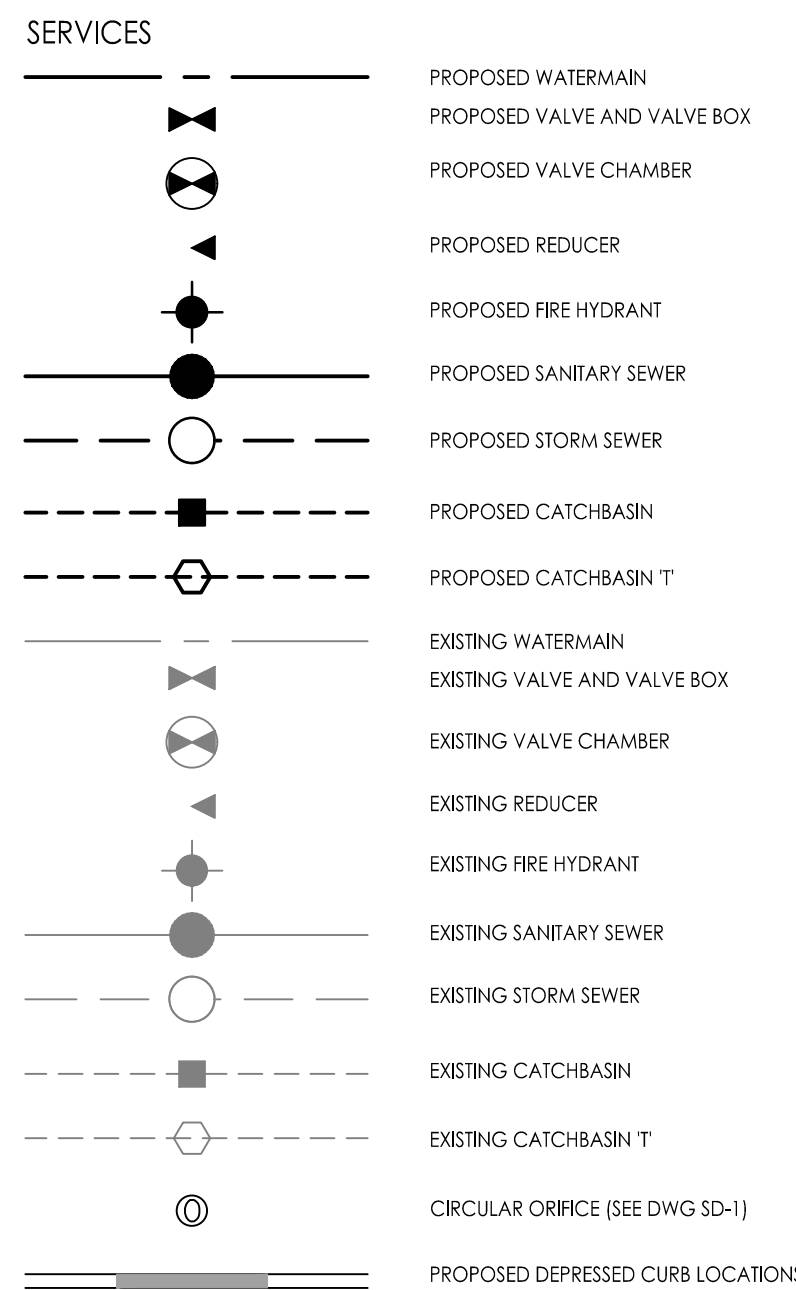 SERVICES
PROPOSED WATERMAIN
PROPOSED VALVE AND VALVE BOX
PROPOSED VALVE CHAMBER
PROPOSED REDUCER
PROPOSED FIRE HYDRANT
PROPOSED SANITARY SEWER
PROPOSED STORM SEWER
PROPOSED CATCHBASIN
PROPOSED CATCHBASIN 'T'
EXISTING WATERMAIN
EXISTING VALVE AND VALVE BOX
EXISTING VALVE CHAMBER
EXISTING REDUCER
EXISTING FIRE HYDRANT
EXISTING SANITARY SEWER
EXISTING STORM SEWER
EXISTING CATCHBASIN
EXISTING CATCHBASIN 'T'
O CIRCULAR ORIFICE (SEE DWG SD-1)
PROPOSED DEPRESSED CURB LOCATIONS